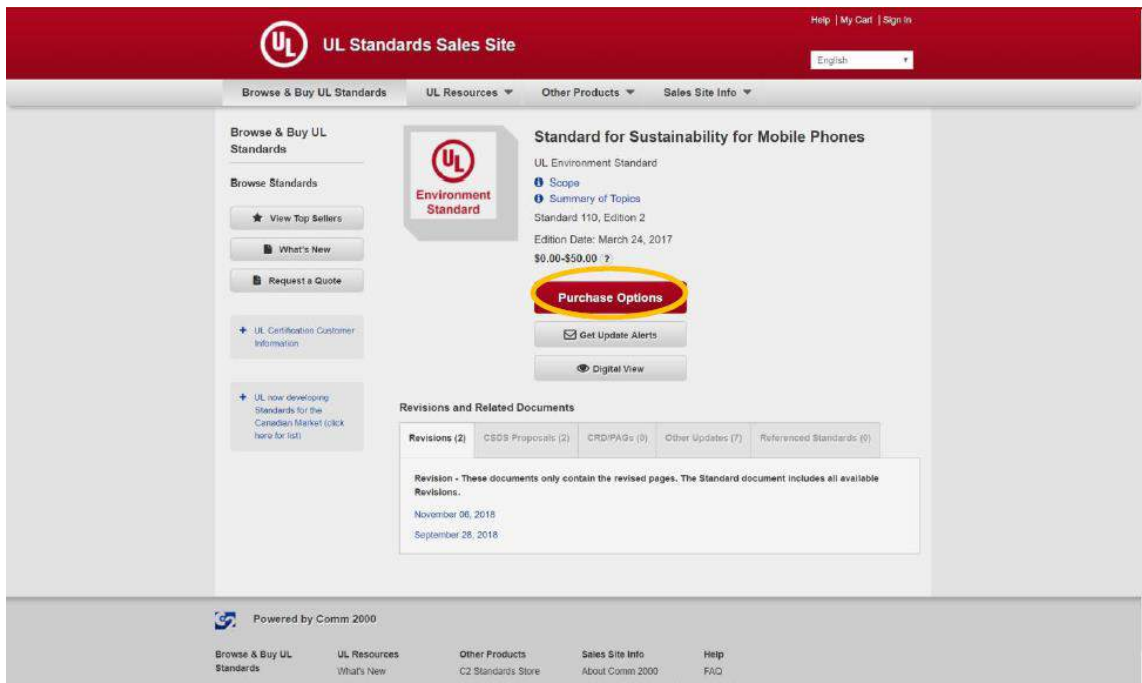 Help | My Cart | Sign In
UL
UL Standards Sales Site
English
Browse & Buy UL Standards
UL Resources
Other Products
Sales Site Info
Browse & Buy UL
Standards
Browse Standards
View Top Sellers
What's New
Request a Quote
UL Certification Customer
Information
UL now developing
Standards for the
Canadian Market (click
here for list)
UL
Environment
Standard
Standard for Sustainability for Mobile Phones
UL Environment Standard
Scope
Summary of Topics
Standard 110, Edition 2
Edition Date: March 24, 2017
$0.00-$50.00 ?
Purchase Options
Get Update Alerts
Digital View
Revisions and Related Documents
Revisions (2)
CSDS Proposals (2)
CRD/PAGs (0)
Other Updates (7)
Referenced Standards (0)
Revision - These documents only contain the revised pages. The Standard document includes all available
Revisions.
November 06, 2018
September 28, 2018
Powered by Comm 2000
Browse & Buy UL
Standards
UL Resources
What's New
Other Products
C2 Standards Store
Sales Site Info
About Comm 2000
Help
FAQ